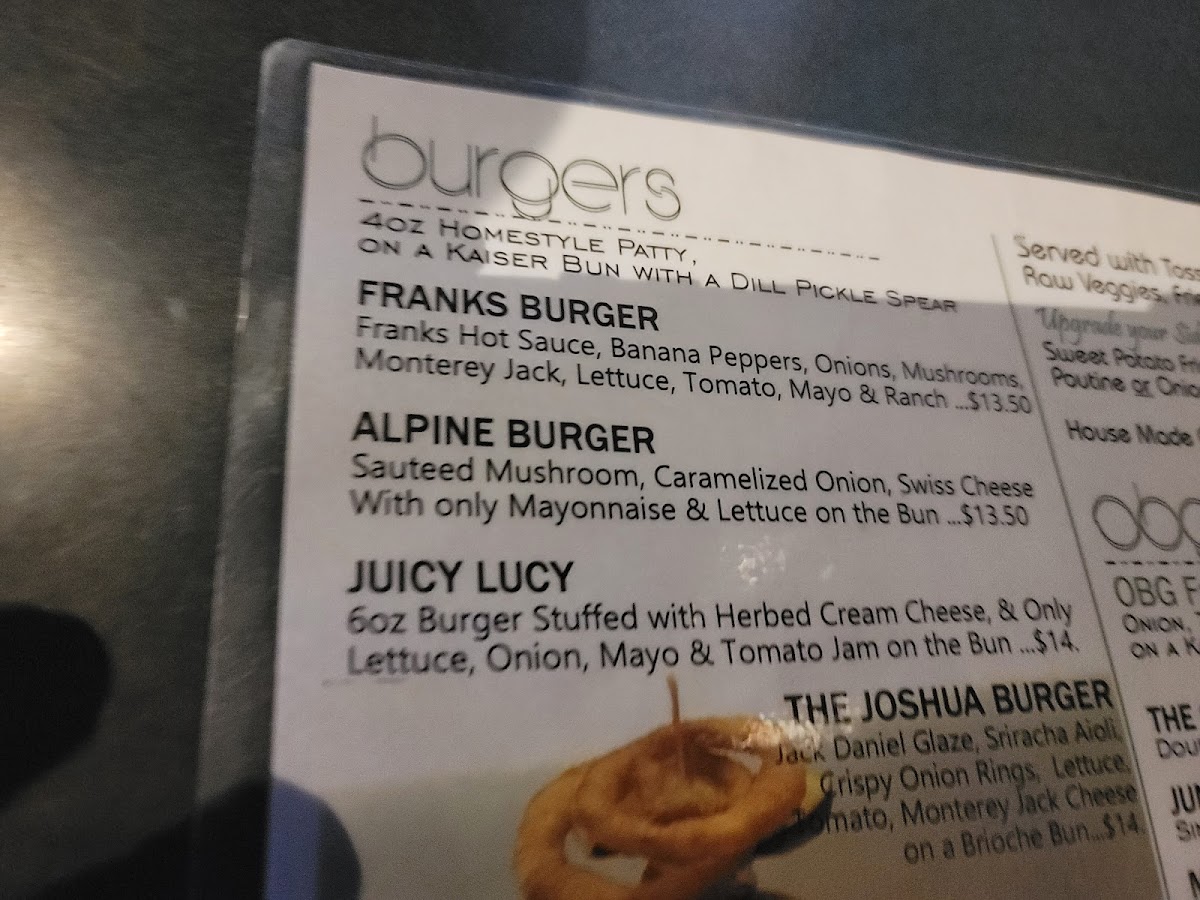 burgers
4oz Homestyle Patty,
on a Kaiser Bun with a Dill Pickle Spear
FRANKS BURGER
Franks Hot Sauce, Banana Peppers, Onions, Mushrooms,
Monterey Jack, Lettuce, Tomato, Mayo & Ranch ...$13.50
ALPINE BURGER
Sauteed Mushroom, Caramelized Onion, Swiss Cheese
With only Mayonnaise & Lettuce on the Bun ...$13.50
JUICY LUCY
6oz Burger Stuffed with Herbed Cream Cheese, & Only
Lettuce, Onion, Mayo & Tomato Jam on the Bun ...$14.
THE JOSHUA BURGER
Jack Daniel Glaze, Sriracha Aioli,
Crispy Onion Rings, Lettuce,
Tomato, Monterey Jack Cheese
on a Brioche Bun...$14.
Served with
Raw Veggies,
Upgrade your
Sweet Potato
Poutine or
House Made
OBG
Onion,
on a
THE